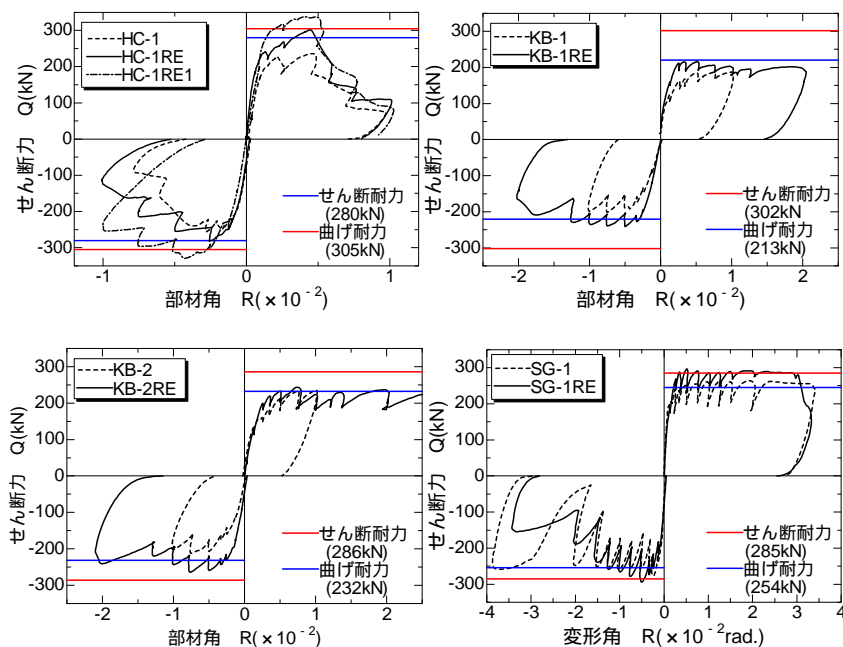 300
200
100
0
-100
-200
-300
せん断力 Q(kN)
HC-1
HC-1RE
HC-1RE1
せん断耐力
(280kN)
曲げ耐力
(305kN)
-1 0 1
部材角 R(×10-2)
300
200
100
0
-100
-200
-300
せん断力 Q(kN)
KB-1
KB-1RE
せん断耐力
(302kN
曲げ耐力
(213kN)
-2 -1 0 1 2
部材角 R(×10-2)
300
200
100
0
-100
-200
-300
せん断力 Q(kN)
KB-2
KB-2RE
せん断耐力
(286kN)
曲げ耐力
(232kN)
-2 -1 0 1 2
部材角 R(×10-2)
300
200
100
0
-100
-200
-300
せん断力 Q(kN)
SG-1
SG-1RE
せん断耐力
(285kN)
曲げ耐力
(254kN)
-4 -3 -2 -1 0 1 2 3 4
変形角 R(×10-2rad.)